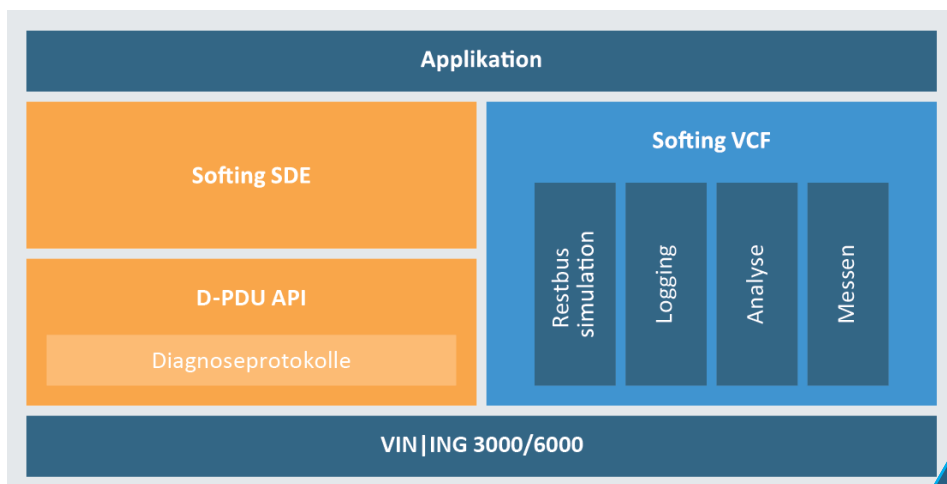 Applikation
Softing SDE
Softing VCF
D-PDU API
Diagnoseprotokolle
Restbus
simulation
Logging
Analyse
Messen
VIN|ING 3000/6000